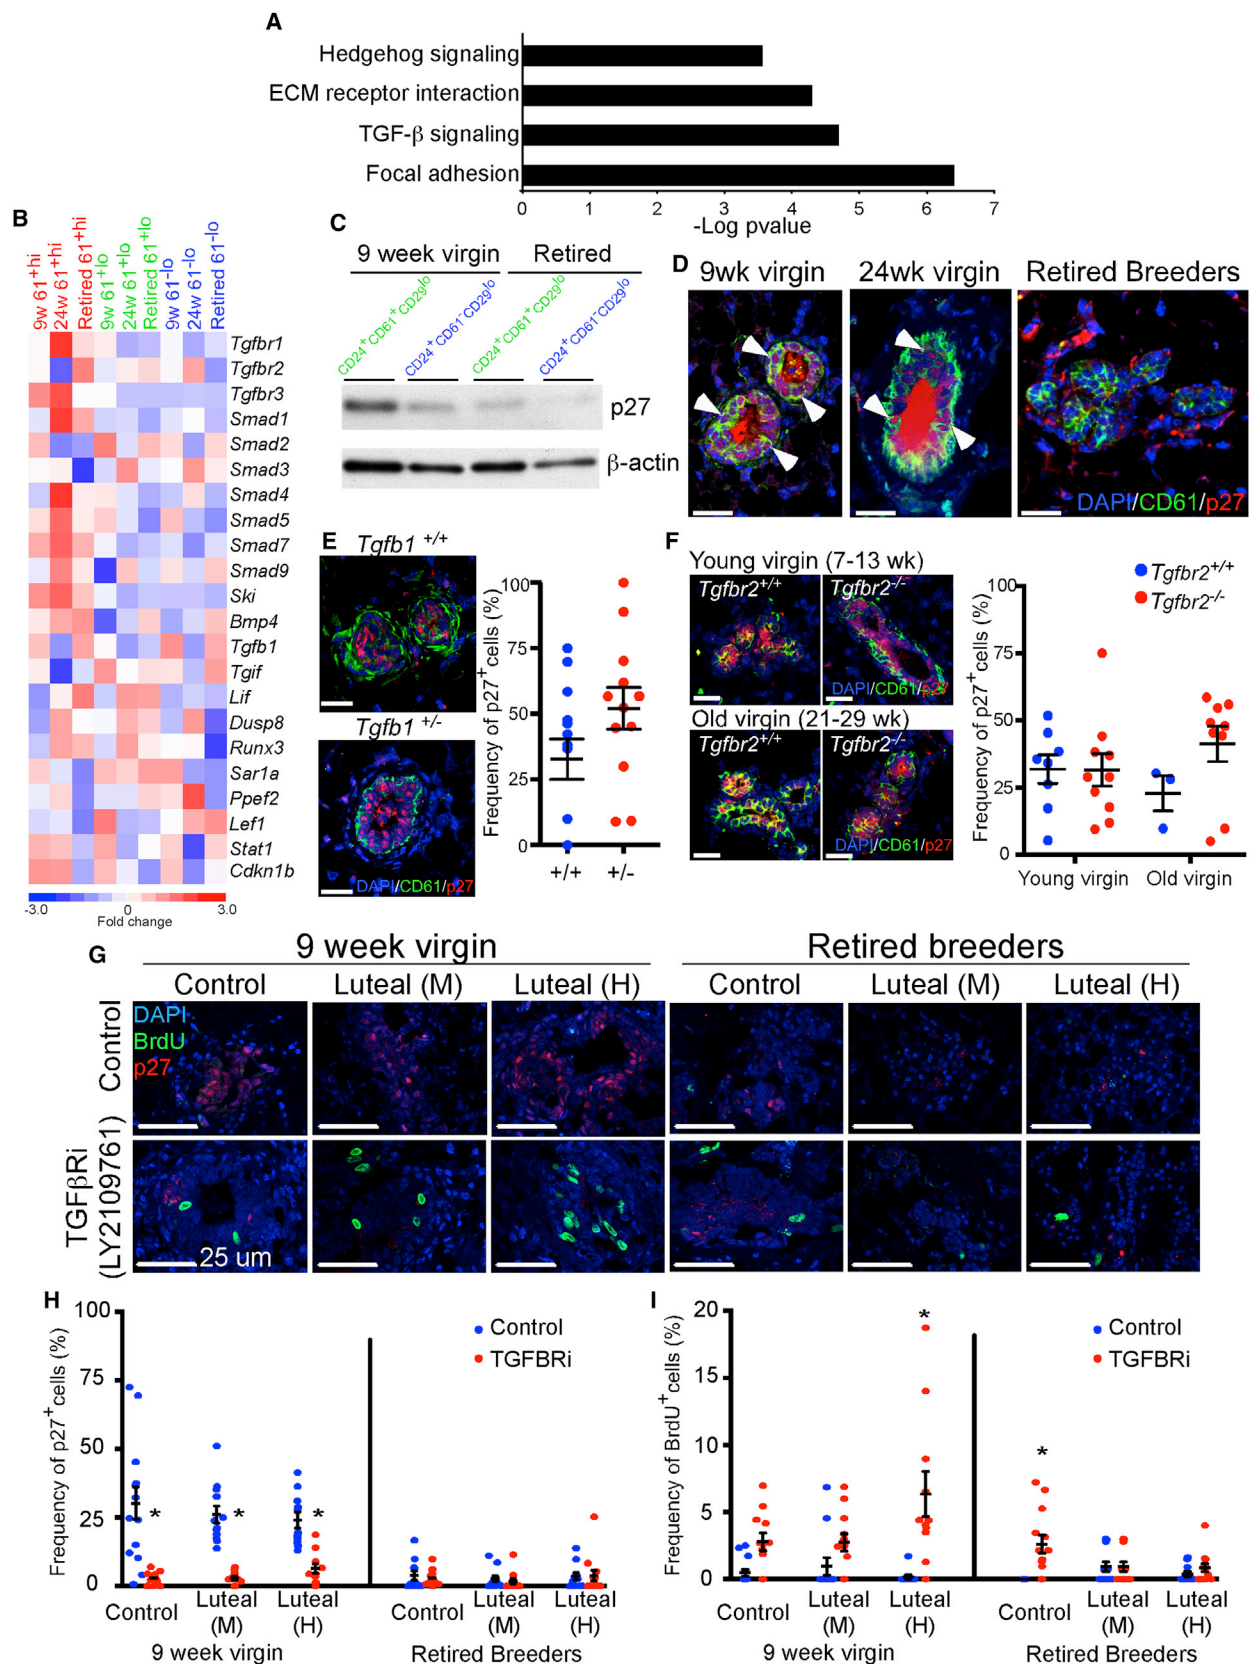 A
Hedgehog signaling
ECM receptor interaction
TGF-β signaling
Focal adhesion
0 1 2 3 4 5 6 7
-Log pvalue
B
9w 61+hi
24w 61+hi
Retired 61+hi
9w 61+lo
24w 61+lo
Retired 61+lo
9w 61-lo
24w 61-lo
Retired 61-lo
Tgfbr1
Tgfbr2
Tgfbr3
Smad1
Smad2
Smad3
Smad4
Smad5
Smad7
Smad9
Ski
Bmp4
Tgfb1
Tgif
Lif
Dusp8
Runx3
Sar1a
Ppef2
Lef1
Stat1
Cdkn1b
-3.0 0 3.0
Fold change
C
9 week virgin Retired
CD24+CD61+CD29lo
CD24+CD61-CD29lo
CD24+CD61+CD29lo
CD24+CD61-CD29lo
p27
β-actin
D
9wk virgin 24wk virgin Retired Breeders
DAPI/CD61/p27
E
Tgfb1 +/+
Tgfb1 +/-
DAPI/CD61/p27
Frequency of p27+ cells (%)
100
75
50
25
0
+/+ +/-
F
Young virgin (7-13 wk)
Tgfbr2+/+ Tgfbr2-/-
DAPI/CD61/p27
Old virgin (21-29 wk)
Tgfbr2+/+ Tgfbr2-/-
DAPI/CD61/p27
Frequency of p27+ cells (%)
100
75
50
25
0
Young virgin Old virgin
Tgfbr2+/+
Tgfbr2-/-
G
9 week virgin Retired breeders
Control Luteal (M) Luteal (H) Control Luteal (M) Luteal (H)
Control
DAPI
BrdU
p27
TGFβRi
(LY2109761)
25 um
H
Frequency of p27+ cells (%)
100
75
50
25
0
Control
TGFBRi
* * *
Control Luteal (M) Luteal (H) Control Luteal (M) Luteal (H)
9 week virgin Retired Breeders
I
Frequency of BrdU+ cells (%)
20
15
10
5
0
Control
TGFBRi
* *
Control Luteal (M) Luteal (H) Control Luteal (M) Luteal (H)
9 week virgin Retired Breeders